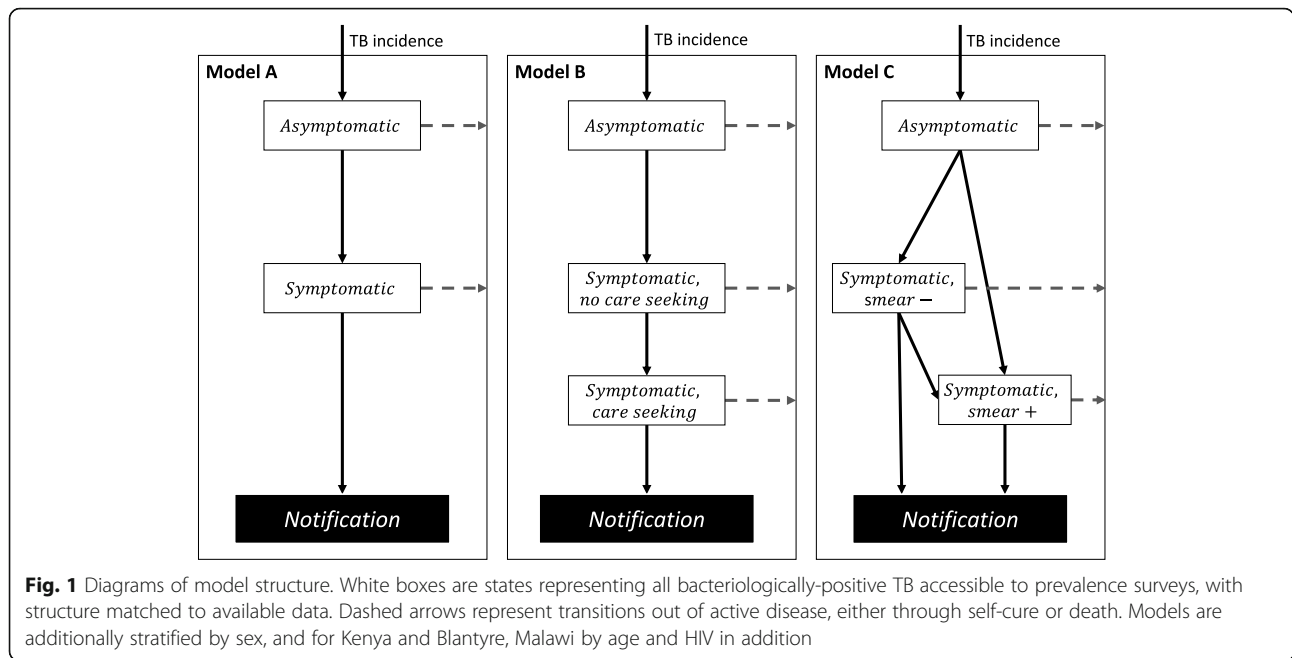 TB incidence
TB incidence
TB incidence
Model A
Model B
Model C
Asymptomatic
Asymptomatic
Asymptomatic
Symptomatic
Symptomatic,
no care seeking
Symptomatic,
smear −
Symptomatic,
care seeking
Symptomatic,
smear +
Notification
Notification
Notification
Fig. 1 Diagrams of model structure. White boxes are states representing all bacteriologically-positive TB accessible to prevalence surveys, with
structure matched to available data. Dashed arrows represent transitions out of active disease, either through self-cure or death. Models are
additionally stratified by sex, and for Kenya and Blantyre, Malawi by age and HIV in addition